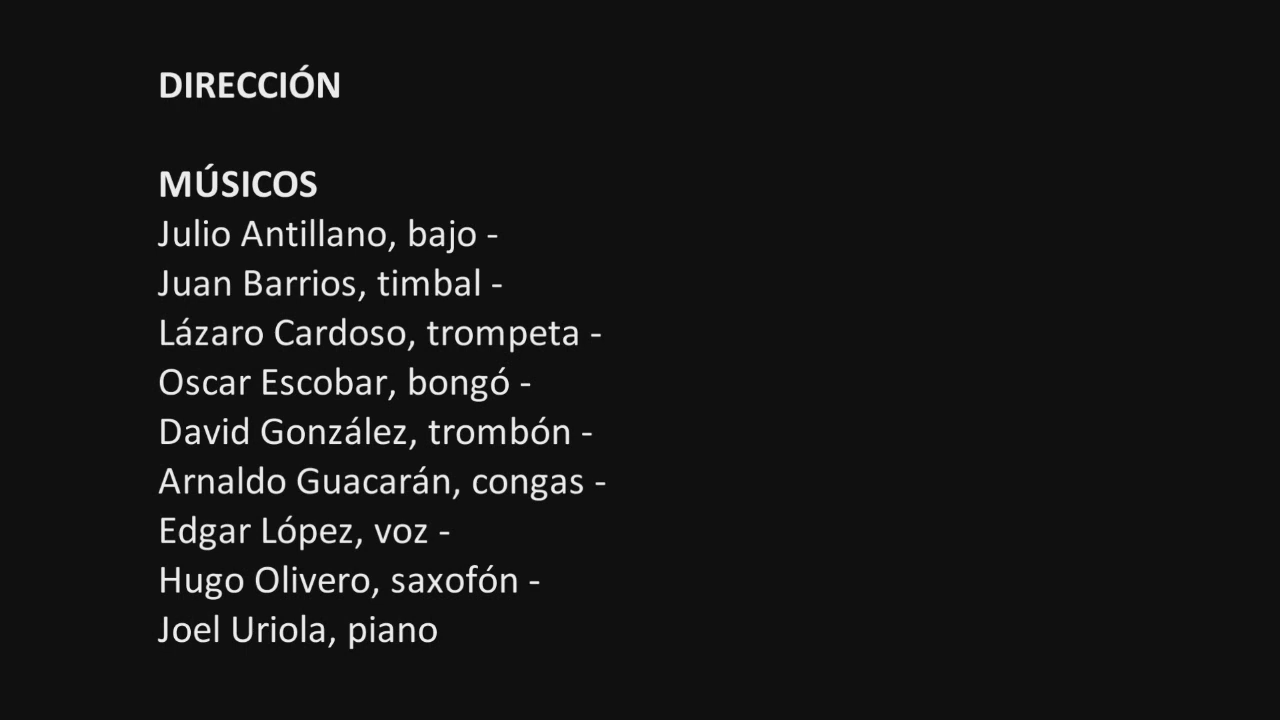 DIRECCIÓN
MÚSICOS
Julio Antillano, bajo -
Juan Barrios, timbal -
Lázaro Cardoso, trompeta -
Oscar Escobar, bongó -
David González, trombón -
Arnaldo Guacarán, congas -
Edgar López, voz -
Hugo Olivero, saxofón -
Joel Uriola, piano